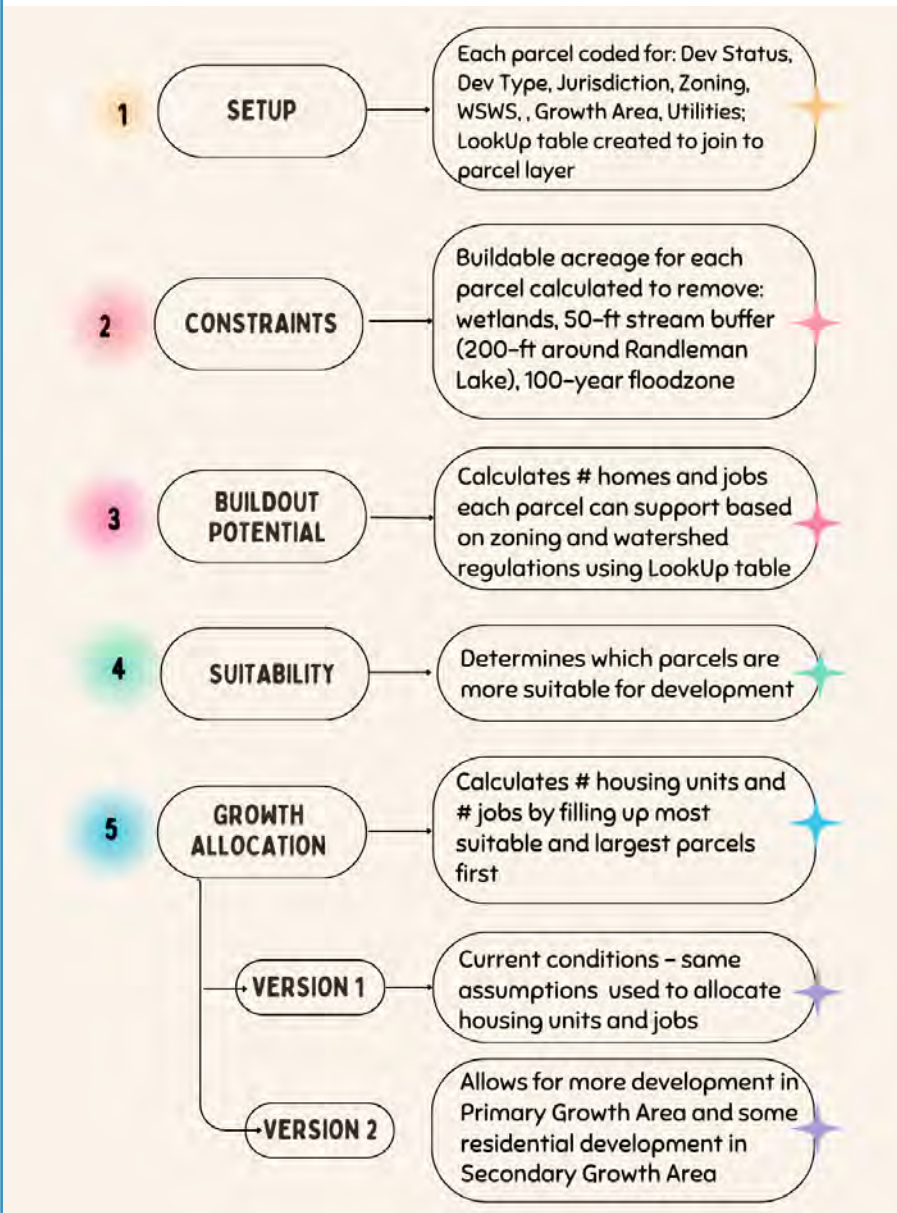 1
SETUP
Each parcel coded for: Dev Status,
Dev Type, Jurisdiction, Zoning,
WSWS, , Growth Area, Utilities;
LookUp table created to join to
parcel layer
2
CONSTRAINTS
Buildable acreage for each
parcel calculated to remove:
wetlands, 50-ft stream buffer
(200-ft around Randleman
Lake), 100-year floodzone
3
BUILDOUT
POTENTIAL
Calculates # homes and jobs
each parcel can support based
on zoning and watershed
regulations using LookUp table
4
SUITABILITY
Determines which parcels are
more suitable for development
5
GROWTH
ALLOCATION
Calculates # housing units and
# jobs by filling up most
suitable and largest parcels
first
VERSION 1
Current conditions - same
assumptions used to allocate
housing units and jobs
VERSION 2
Allows for more development in
Primary Growth Area and some
residential development in
Secondary Growth Area